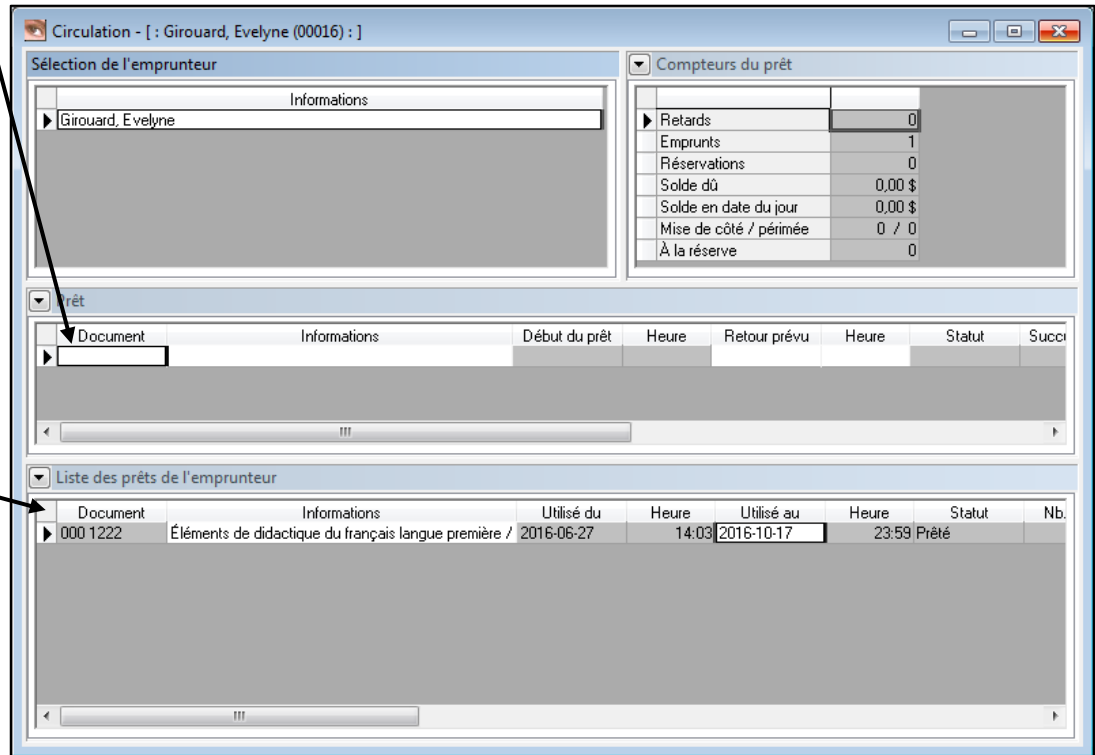 Circulation - [ : Girouard, Evelyne (00016) : ]
Sélection de l'emprunteur
Informations
Girouard, Evelyne
Compteurs du prêt
Retards 0
Emprunts 1
Réservations 0
Solde dû 0,00 $
Solde en date du jour 0,00 $
Mise de côté / périmée 0 / 0
À la réserve 0
Prêt
Document Informations Début du prêt Heure Retour prévu Heure Statut
Liste des prêts de l'emprunteur
Document Informations Utilisé du Heure Utilisé au Heure Statut Nb.
000 1222 Éléments de didactique du français langue première / 2016-06-27 14:03 2016-10-17 23:59 Prêté